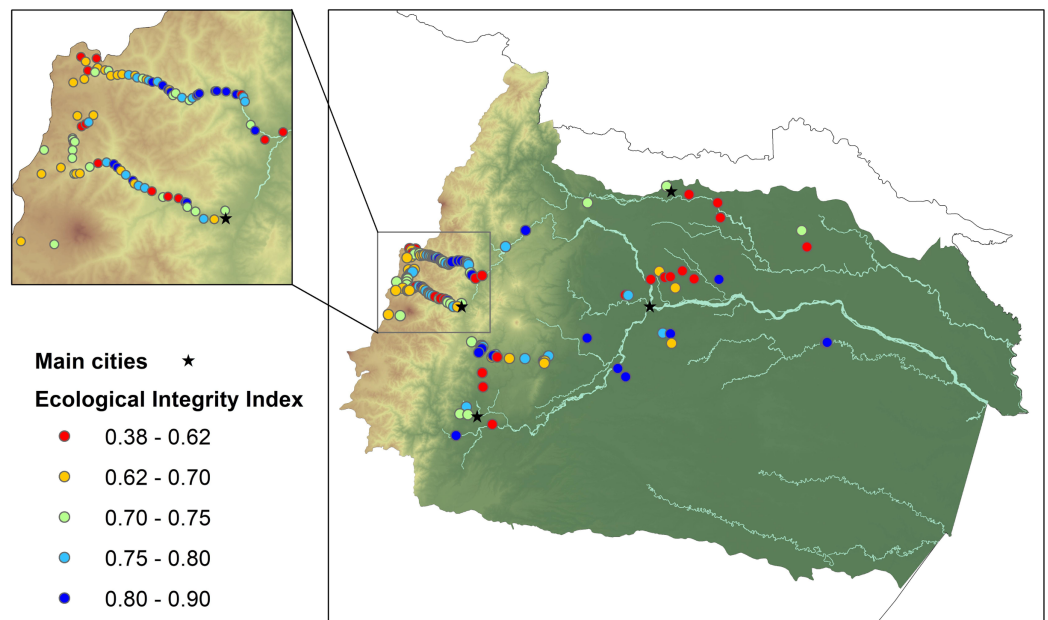 Main cities
Ecological Integrity Index
0.38 - 0.62
0.62 - 0.70
0.70 - 0.75
0.75 - 0.80
0.80 - 0.90